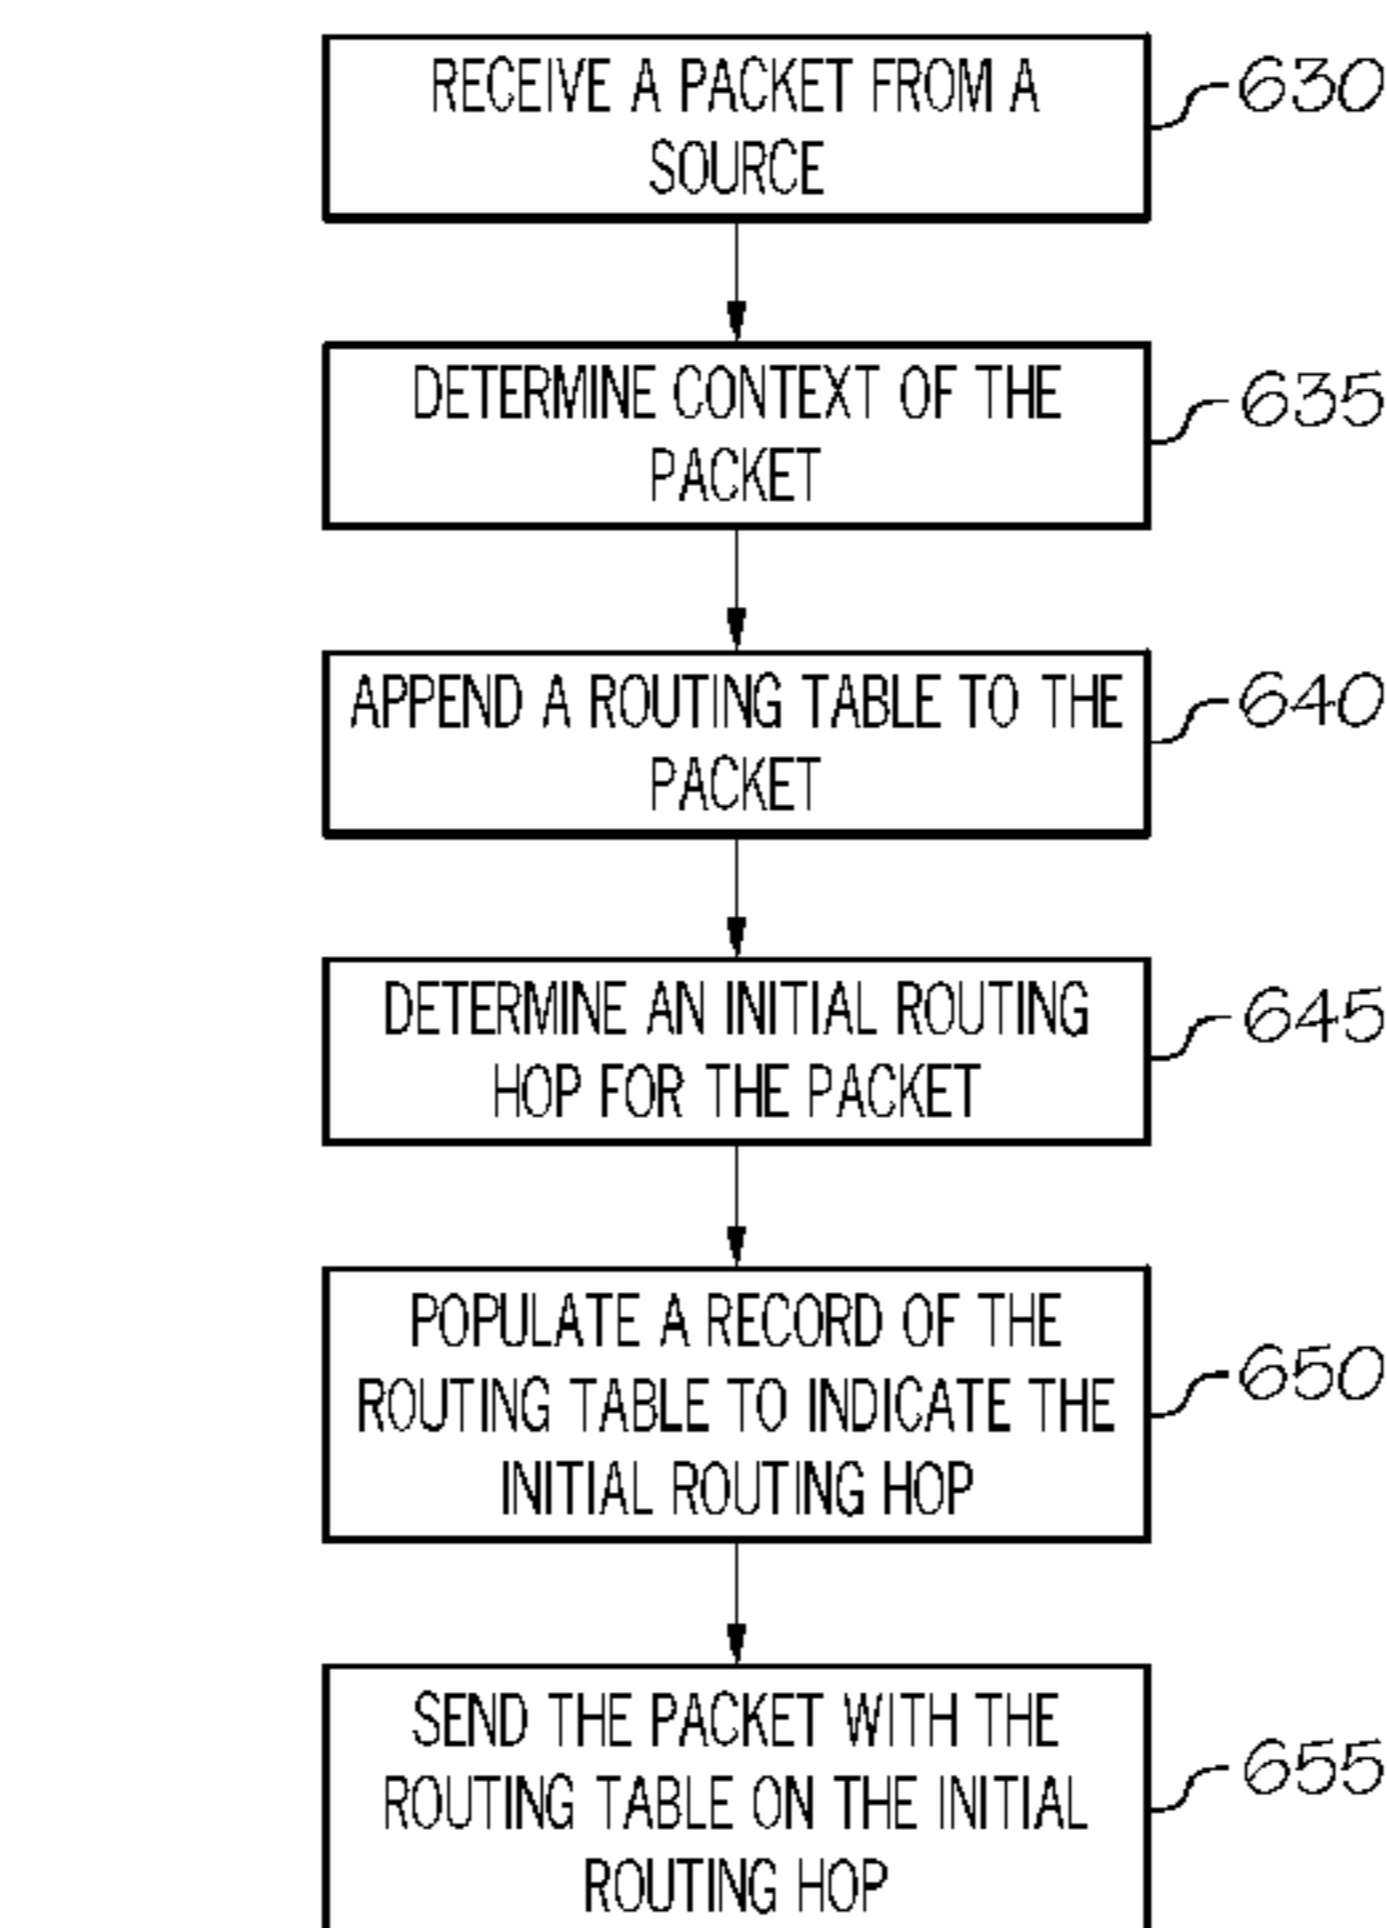 RECEIVE A PACKET FROM A
SOURCE
630
DETERMINE CONTEXT OF THE
PACKET
635
APPEND A ROUTING TABLE TO THE
PACKET
640
DETERMINE AN INITIAL ROUTING
HOP FOR THE PACKET
645
POPULATE A RECORD OF THE
ROUTING TABLE TO INDICATE THE
INITIAL ROUTING HOP
650
SEND THE PACKET WITH THE
ROUTING TABLE ON THE INITIAL
ROUTING HOP
655